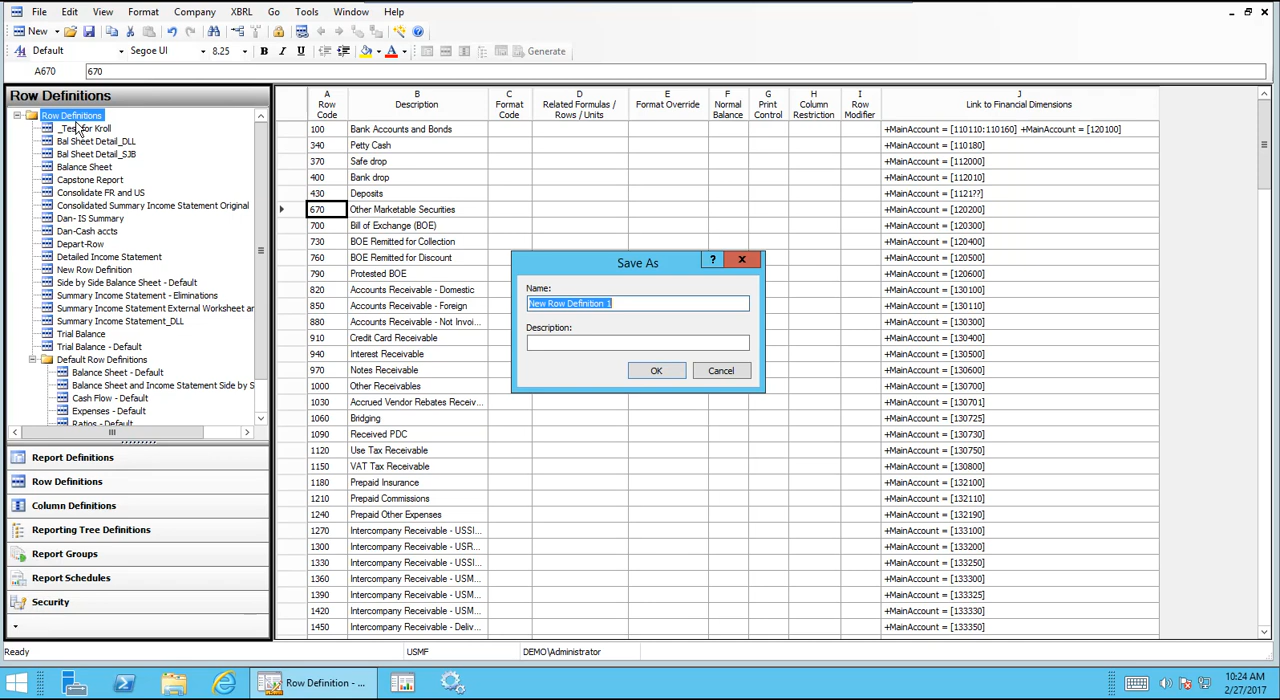 File Edit View Format Company XBRL Go Tools Window Help
New
Default Segoe UI 8.25 B I U A Generate
A670 670
Row Definitions
Row Definitions
_Test for Kroll
Bal Sheet Detail_DLL
Bal Sheet Detail_SJB
Balance Sheet
Capstone Report
Consolidate FR and US
Consolidated Summary Income Statement Original
Dan- IS Summary
Dan-Cash accts
Depart-Row
Detailed Income Statement
New Row Definition
Side by Side Balance Sheet - Default
Summary Income Statement - Eliminations
Summary Income Statement External Worksheet ar
Summary Income Statement_DLL
Trial Balance
Trial Balance - Default
Default Row Definitions
Balance Sheet - Default
Balance Sheet and Income Statement Side by S
Cash Flow - Default
Expenses - Default
Ratios - Default
Report Definitions
Row Definitions
Column Definitions
Reporting Tree Definitions
Report Groups
Report Schedules
Security
A B C D E F G H I J
Row Code Description Format Code Related Formulas / Rows / Units Format Override Normal Balance Print Control Column Restriction Row Modifier Link to Financial Dimensions
100 Bank Accounts and Bonds +MainAccount = [110110:110160] +MainAccount = [120100]
340 Petty Cash +MainAccount = [110180]
370 Safe drop +MainAccount = [112000]
400 Bank drop +MainAccount = [112010]
430 Deposits +MainAccount = [1121??]
670 Other Marketable Securities +MainAccount = [120200]
700 Bill of Exchange (BOE) +MainAccount = [120300]
730 BOE Remitted for Collection +MainAccount = [120400]
760 BOE Remitted for Discount +MainAccount = [120500]
790 Protested BOE +MainAccount = [120600]
820 Accounts Receivable - Domestic +MainAccount = [130100]
850 Accounts Receivable - Foreign +MainAccount = [130110]
880 Accounts Receivable - Not Invoi... +MainAccount = [130300]
910 Credit Card Receivable +MainAccount = [130400]
940 Interest Receivable +MainAccount = [130500]
970 Notes Receivable +MainAccount = [130600]
1000 Other Receivables +MainAccount = [130700]
1030 Accrued Vendor Rebates Receiv... +MainAccount = [130701]
1060 Bridging +MainAccount = [130725]
1090 Received PDC +MainAccount = [130730]
1120 Use Tax Receivable +MainAccount = [130750]
1150 VAT Tax Receivable +MainAccount = [130800]
1180 Prepaid Insurance +MainAccount = [132100]
1210 Prepaid Commissions +MainAccount = [132110]
1240 Prepaid Other Expenses +MainAccount = [132190]
1270 Intercompany Receivable - USSI... +MainAccount = [133100]
1300 Intercompany Receivable - USR... +MainAccount = [133200]
1330 Intercompany Receivable - USSI... +MainAccount = [133250]
1360 Intercompany Receivable - USM... +MainAccount = [133300]
1390 Intercompany Receivable - USM... +MainAccount = [133325]
1420 Intercompany Receivable - USM... +MainAccount = [133330]
1450 Intercompany Receivable - Deliv... +MainAccount = [133350]
Save As
Name:
New Row Definition 1
Description:
OK Cancel
Ready USMF DEMO\Administrator
Row Definition - ...
10:24 AM
2/27/2017